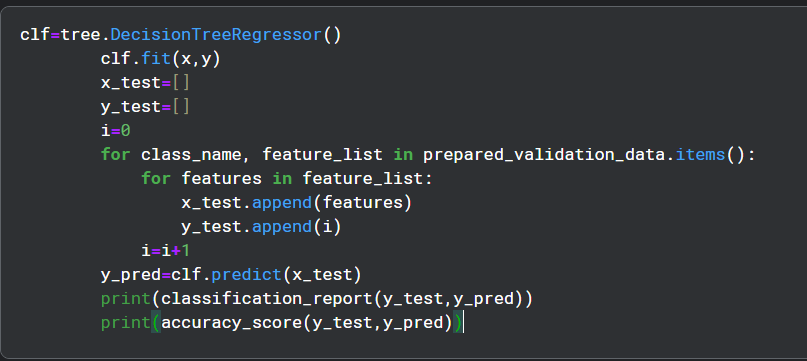 clf=tree.DecisionTreeRegressor()
        clf.fit(x,y)
        x_test=[]
        y_test=[]
        i=0
        for class_name, feature_list in prepared_validation_data.items():
            for features in feature_list:
                x_test.append(features)
                y_test.append(i)
            i=i+1
        y_pred=clf.predict(x_test)
        print(classification_report(y_test,y_pred))
        print(accuracy_score(y_test,y_pred))